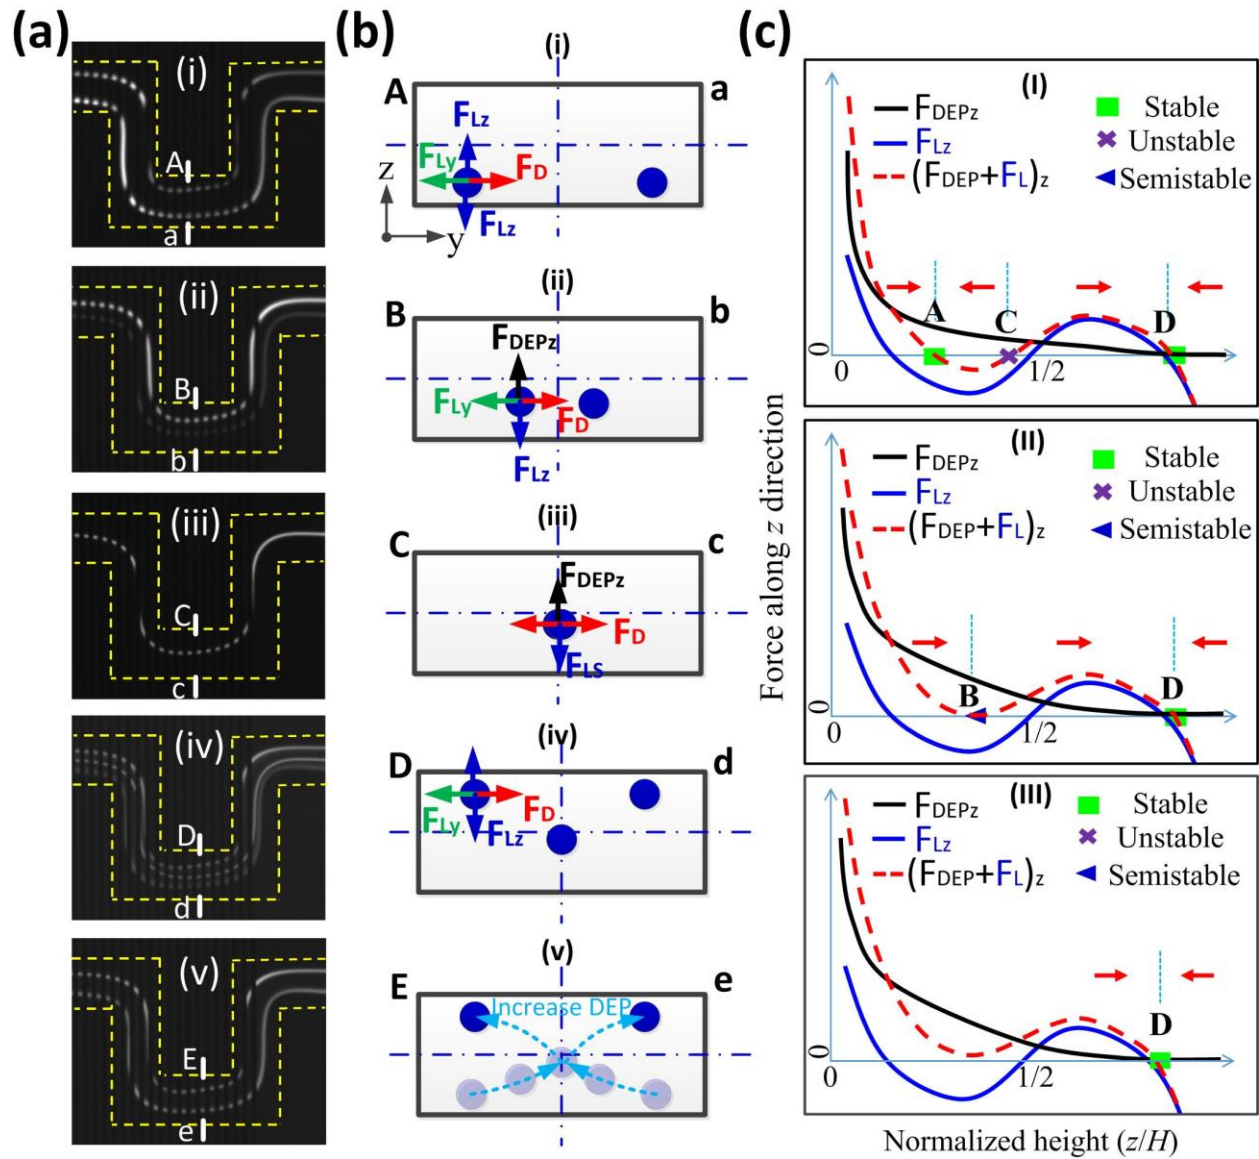 (a)
(i)
A
a
(ii)
B
b
(iii)
C
c
(iv)
D
d
(v)
E
e
(b)
(i)
A
a
FLz
FLy
FD
FLz
z
y
(ii)
B
b
FDEPz
FLy
FD
FLz
(iii)
C
c
FDEPz
FD
FLS
(iv)
D
d
FLy
FD
FLz
(v)
E
e
Increase DEP
(c)
Force along z direction
(I)
FDEPz
FLz
(FDEP+FL)z
Stable
Unstable
Semistable
A
C
D
0
0
1/2
(II)
FDEPz
FLz
(FDEP+FL)z
Stable
Unstable
Semistable
B
D
0
0
1/2
(III)
FDEPz
FLz
(FDEP+FL)z
Stable
Unstable
Semistable
D
0
0
1/2
Normalized height (z/H)